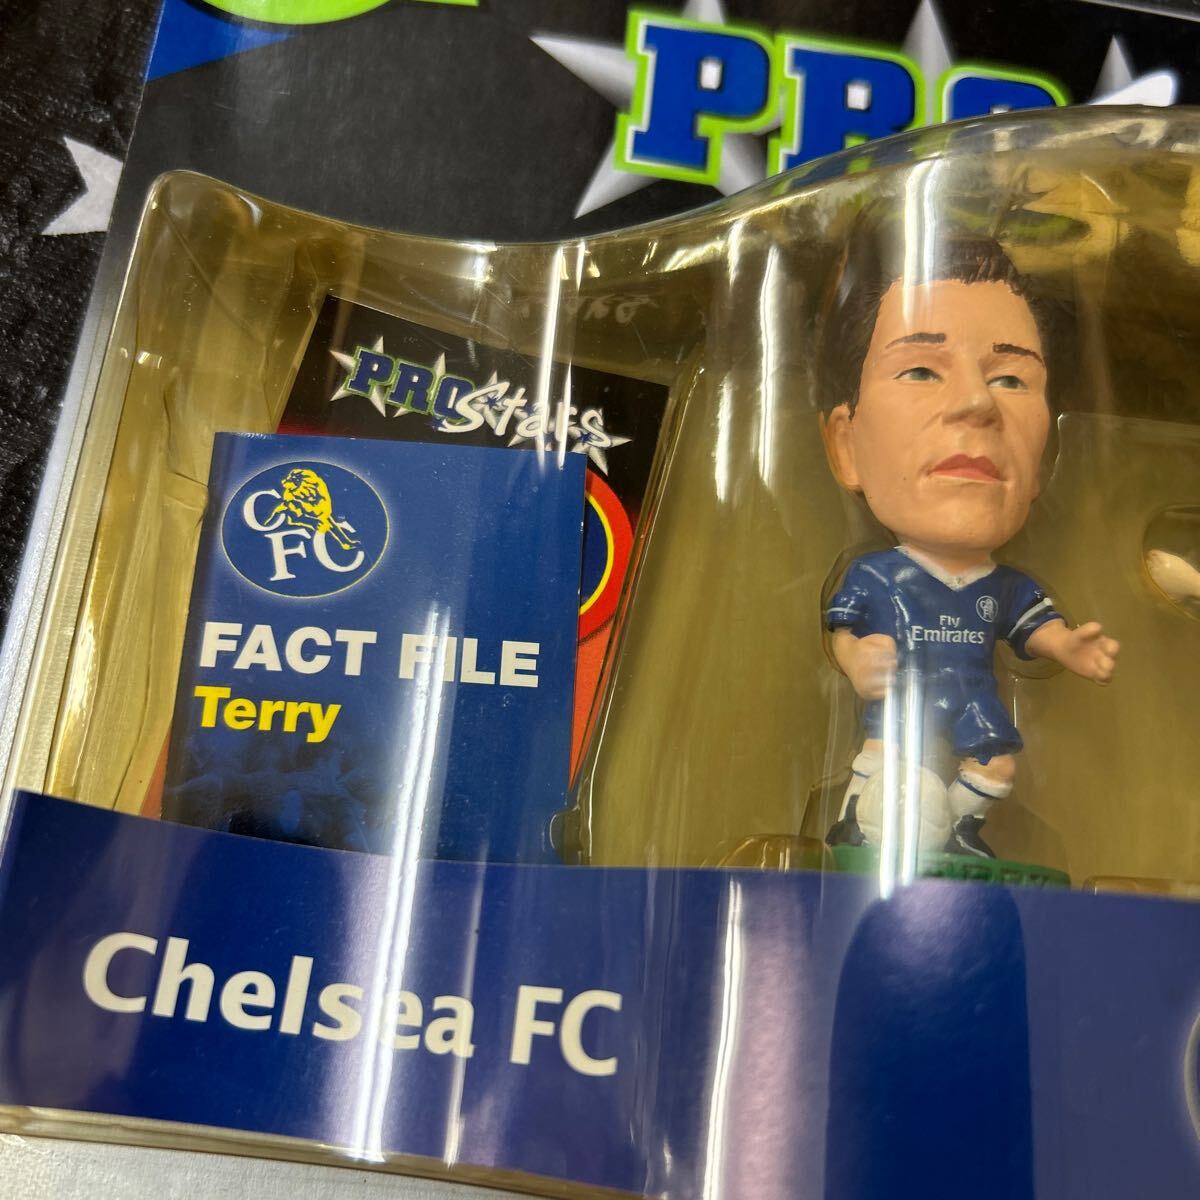 PRO
PRO Stars
CFC
FACT FILE
Terry
Fly
Emirates
Chelsea FC